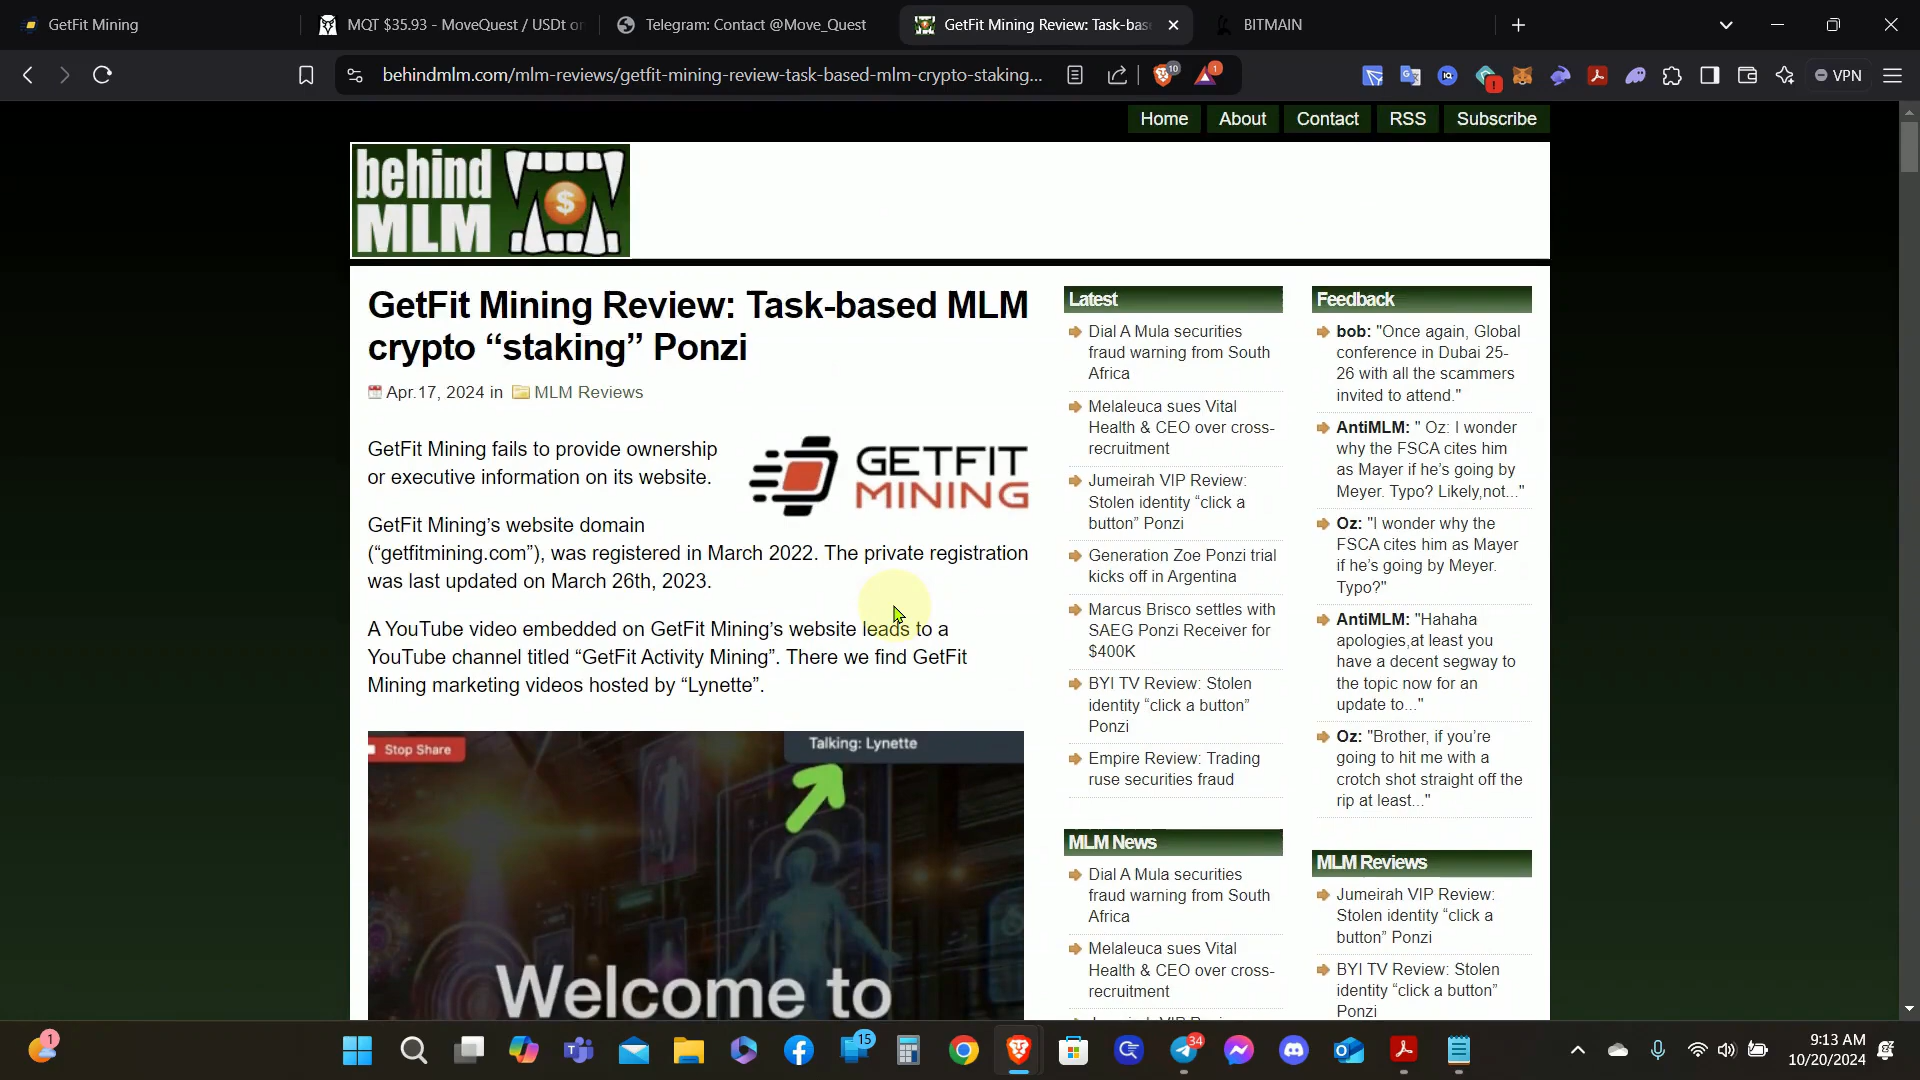 GetFit Mining
MQT $35.93 - MoveQuest / USDt on
Telegram: Contact @Move_Quest
GetFit Mining Review: Task-bas
BITMAIN
behindmlm.com/mlm-reviews/getfit-mining-review-task-based-mlm-crypto-staking...
10
1
VPN
Home
About
Contact
RSS
Subscribe
behind
MLM
$
GetFit Mining Review: Task-based MLM
crypto “staking” Ponzi
Apr.17, 2024 in MLM Reviews
GetFit Mining fails to provide ownership
or executive information on its website.
GETFIT
MINING
GetFit Mining’s website domain
(“getfitmining.com”), was registered in March 2022. The private registration
was last updated on March 26th, 2023.
A YouTube video embedded on GetFit Mining’s website leads to a
YouTube channel titled “GetFit Activity Mining”. There we find GetFit
Mining marketing videos hosted by “Lynette”.
Stop Share
Talking: Lynette
Welcome to
Latest
Dial A Mula securities
fraud warning from South
Africa
Melaleuca sues Vital
Health & CEO over cross-
recruitment
Jumeirah VIP Review:
Stolen identity “click a
button” Ponzi
Generation Zoe Ponzi trial
kicks off in Argentina
Marcus Brisco settles with
SAEG Ponzi Receiver for
$400K
BYI TV Review: Stolen
identity “click a button”
Ponzi
Empire Review: Trading
ruse securities fraud
MLM News
Dial A Mula securities
fraud warning from South
Africa
Melaleuca sues Vital
Health & CEO over cross-
recruitment
Feedback
bob: "Once again, Global
conference in Dubai 25-
26 with all the scammers
invited to attend."
AntiMLM: " Oz: I wonder
why the FSCA cites him
as Mayer if he’s going by
Meyer. Typo? Likely,not..."
Oz: "I wonder why the
FSCA cites him as Mayer
if he’s going by Meyer.
Typo?"
AntiMLM: "Hahaha
apologies,at least you
have a decent segway to
the topic now for an
update to..."
Oz: "Brother, if you’re
going to hit me with a
crotch shot straight off the
rip at least..."
MLM Reviews
Jumeirah VIP Review:
Stolen identity “click a
button” Ponzi
BYI TV Review: Stolen
identity “click a button”
Ponzi
1
15
34
9:13 AM
10/20/2024